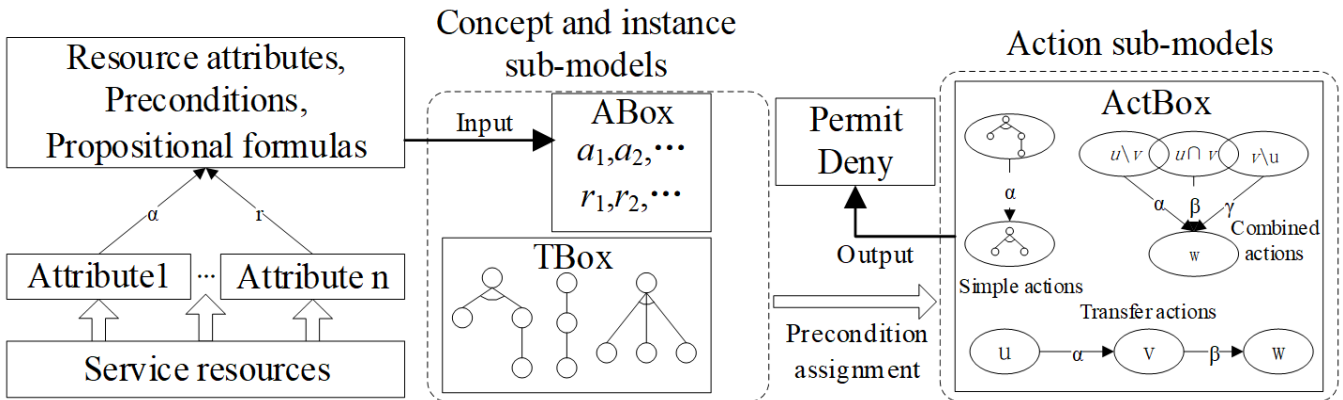 Resource attributes,
Preconditions,
Propositional formulas
α
r
Attribute1
...
Attribute n
Service resources
Input
Concept and instance
sub-models
ABox
a₁,a₂,···
r₁,r₂,···
TBox
Permit
Deny
Output
Precondition
assignment
Action sub-models
ActBox
α
Simple actions
u\v
u∩ v
v\u
α
β
γ
Combined
actions
w
Transfer actions
u
α
v
β
w